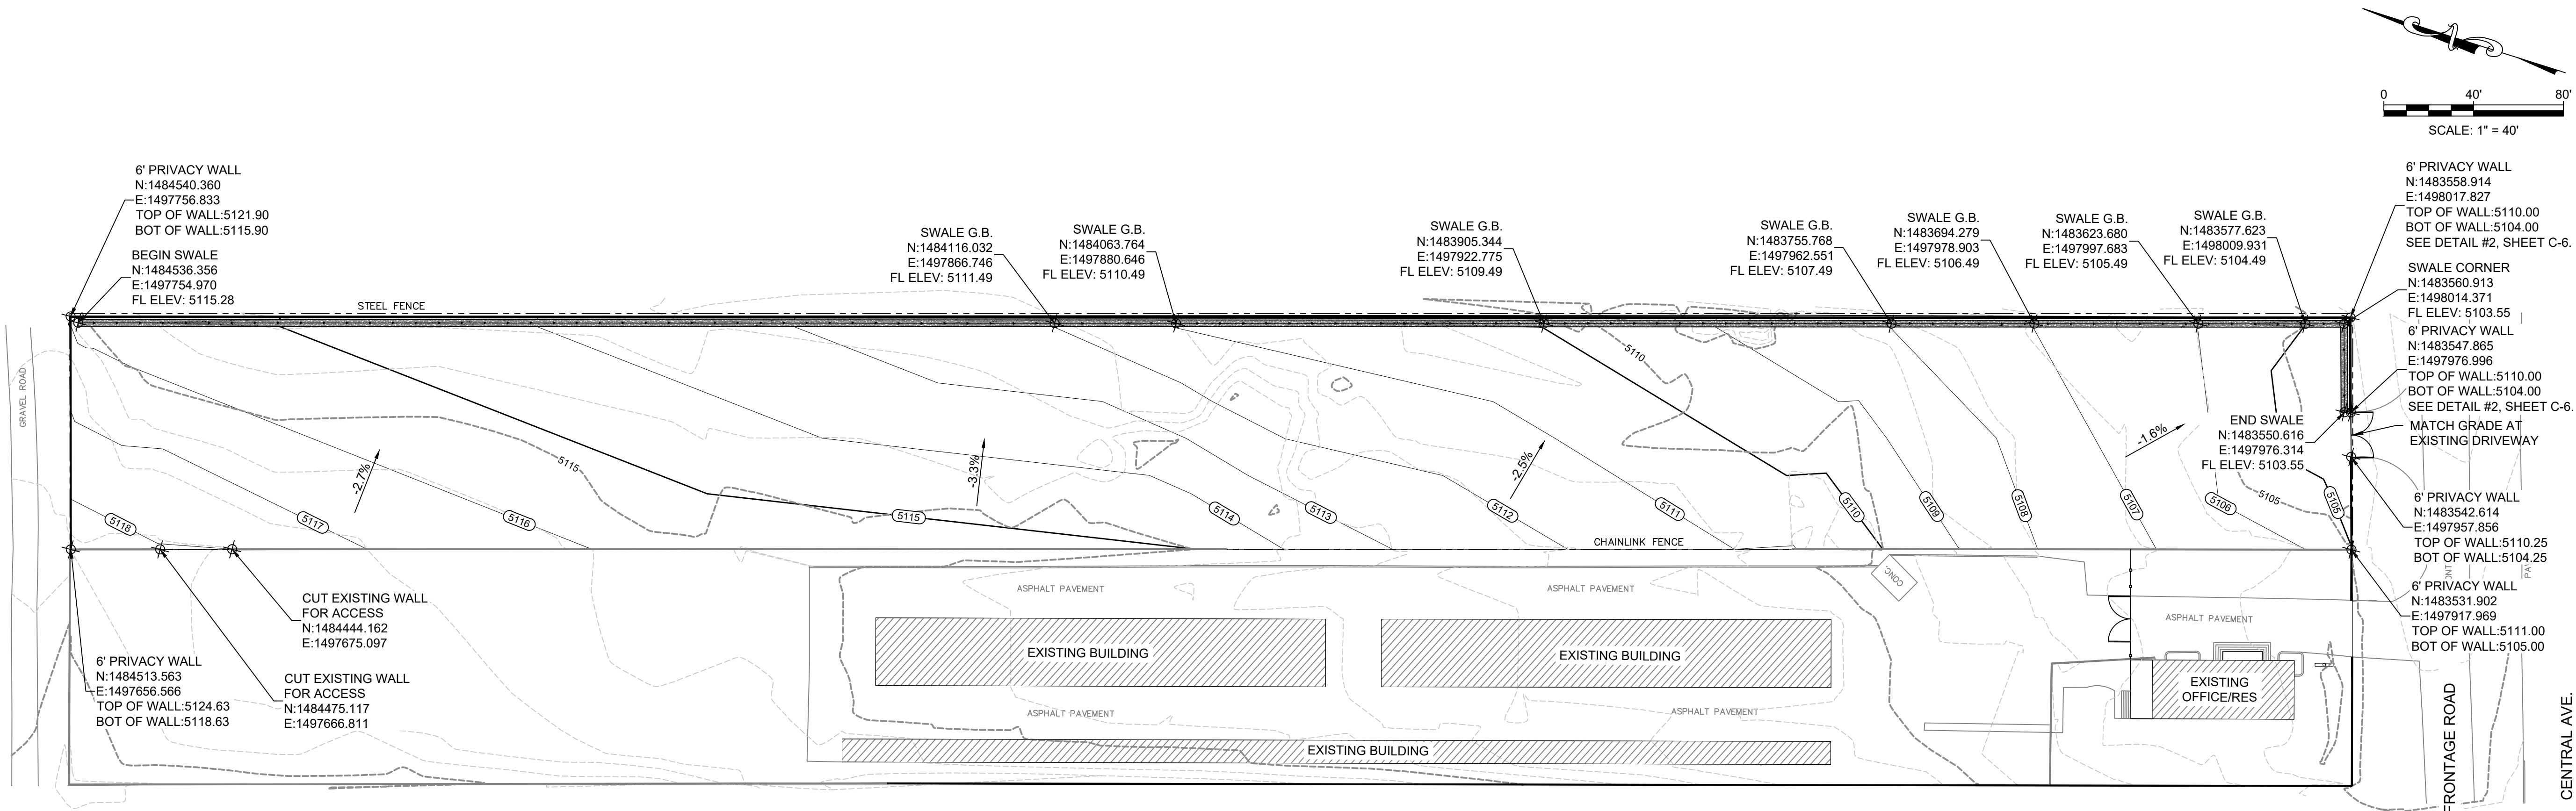 0 40' 80'
SCALE: 1" = 40'
6' PRIVACY WALL
N:1484540.360
E:1497756.833
TOP OF WALL:5121.90
BOT OF WALL:5115.90
BEGIN SWALE
N:1484536.356
E:1497754.970
FL ELEV: 5115.28
STEEL FENCE
SWALE G.B.
N:1484116.032
E:1497866.746
FL ELEV: 5111.49
SWALE G.B.
N:1484063.764
E:1497880.646
FL ELEV: 5110.49
SWALE G.B.
N:1483905.344
E:1497922.775
FL ELEV: 5109.49
SWALE G.B.
N:1483755.768
E:1497962.551
FL ELEV: 5107.49
SWALE G.B.
N:1483694.279
E:1497978.903
FL ELEV: 5106.49
SWALE G.B.
N:1483623.680
E:1497997.683
FL ELEV: 5105.49
SWALE G.B.
N:1483577.623
E:1498009.931
FL ELEV: 5104.49
6' PRIVACY WALL
N:1483558.914
E:1498017.827
TOP OF WALL:5110.00
BOT OF WALL:5104.00
SEE DETAIL #2, SHEET C-6.
SWALE CORNER
N:1483560.913
E:1498014.371
FL ELEV: 5103.55
6' PRIVACY WALL
N:1483547.865
E:1497976.996
TOP OF WALL:5110.00
BOT OF WALL:5104.00
SEE DETAIL #2, SHEET C-6.
MATCH GRADE AT
EXISTING DRIVEWAY
END SWALE
N:1483550.616
E:1497976.314
FL ELEV: 5103.55
6' PRIVACY WALL
N:1483542.614
E:1497957.856
TOP OF WALL:5110.25
BOT OF WALL:5104.25
6' PRIVACY WALL
N:1483531.902
E:1497917.969
TOP OF WALL:5111.00
BOT OF WALL:5105.00
GRAVEL ROAD
5110
5115
5105
-2.7%
-3.3%
-2.5%
-1.6%
5118
5117
5116
5115
5114
5113
5112
5111
5110
5109
5108
5107
5106
5105
CHAINLINK FENCE
CONC.
ASPHALT PAVEMENT
ASPHALT PAVEMENT
ASPHALT PAVEMENT
EXISTING BUILDING
EXISTING BUILDING
EXISTING
OFFICE/RES
ASPHALT PAVEMENT
ASPHALT PAVEMENT
EXISTING BUILDING
CUT EXISTING WALL
FOR ACCESS
N:1484444.162
E:1497675.097
6' PRIVACY WALL
N:1484513.563
E:1497656.566
TOP OF WALL:5124.63
BOT OF WALL:5118.63
CUT EXISTING WALL
FOR ACCESS
N:1484475.117
E:1497666.811
FRONTAGE ROAD
CENTRAL AVE.